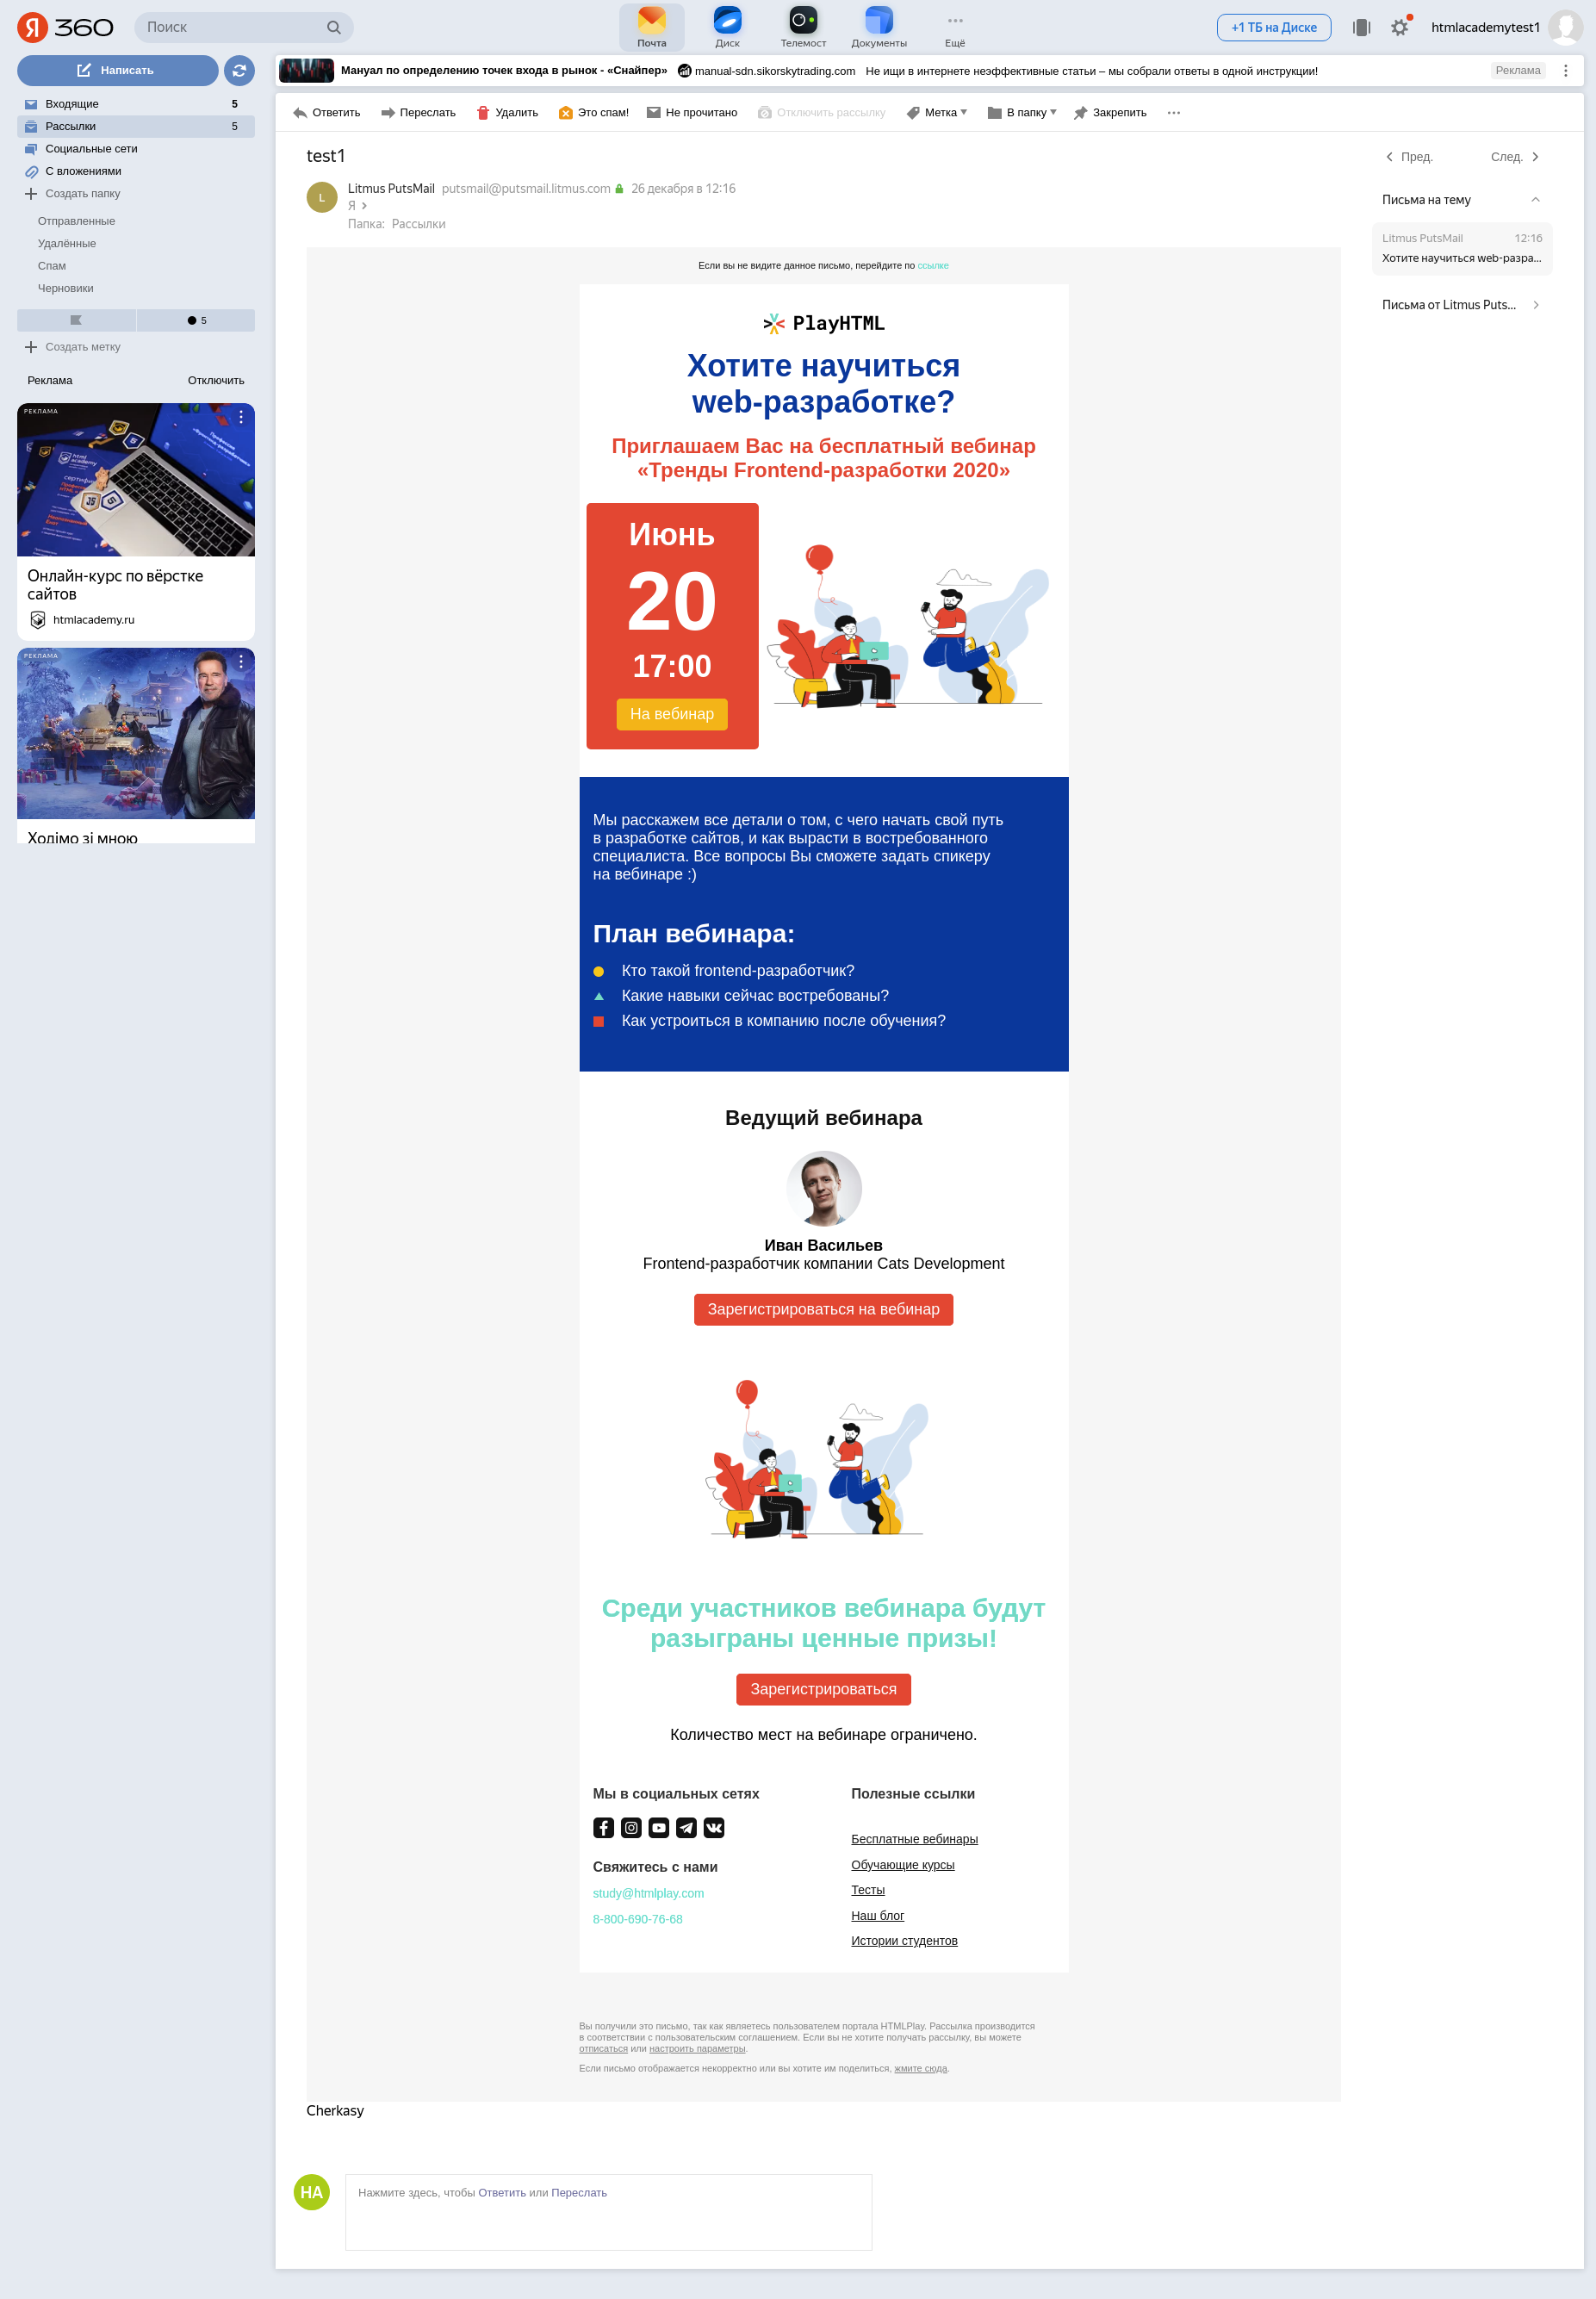 Я 360
Поиск
Почта
Диск
Телемост
Документы
Ещё
+1 ТБ на Диске
htmlacademytest1
Написать
Мануал по определению точек входа в рынок - «Снайпер» manual-sdn.sikorskytrading.com Не ищи в интернете неэффективные статьи – мы собрали ответы в одной инструкции!
Реклама
Входящие 5
Рассылки 5
Социальные сети
С вложениями
Создать папку
Отправленные
Удалённые
Спам
Черновики
5
Создать метку
Реклама Отключить
РЕКЛАМА
Онлайн-курс по вёрстке
сайтов
htmlacademy.ru
РЕКЛАМА
Ходімо зі мною
Ответить
Переслать
Удалить
Это спам!
Не прочитано
Отключить рассылку
Метка
В папку
Закрепить
test1
L
Litmus PutsMail putsmail@putsmail.litmus.com 26 декабря в 12:16
Я
Папка: Рассылки
Пред. След.
Письма на тему
Litmus PutsMail 12:16
Хотите научиться web-разра...
Письма от Litmus Puts...
Если вы не видите данное письмо, перейдите по ссылке
PlayHTML
Хотите научиться
web-разработке?
Приглашаем Вас на бесплатный вебинар
«Тренды Frontend-разработки 2020»
Июнь
20
17:00
На вебинар
Мы расскажем все детали о том, с чего начать свой путь
в разработке сайтов, и как вырасти в востребованного
специалиста. Все вопросы Вы сможете задать спикеру
на вебинаре :)
План вебинара:
Кто такой frontend-разработчик?
Какие навыки сейчас востребованы?
Как устроиться в компанию после обучения?
Ведущий вебинара
Иван Васильев
Frontend-разработчик компании Cats Development
Зарегистрироваться на вебинар
Среди участников вебинара будут
разыграны ценные призы!
Зарегистрироваться
Количество мест на вебинаре ограничено.
Мы в социальных сетях
Свяжитесь с нами
study@htmlplay.com
8-800-690-76-68
Полезные ссылки
Бесплатные вебинары
Обучающие курсы
Тесты
Наш блог
Истории студентов
Вы получили это письмо, так как являетесь пользователем портала HTMLPlay. Рассылка производится
в соответствии с пользовательским соглашением. Если вы не хотите получать рассылку, вы можете
отписаться или настроить параметры.
Если письмо отображается некорректно или вы хотите им поделиться, жмите сюда.
Cherkasy
HA
Нажмите здесь, чтобы Ответить или Переслать